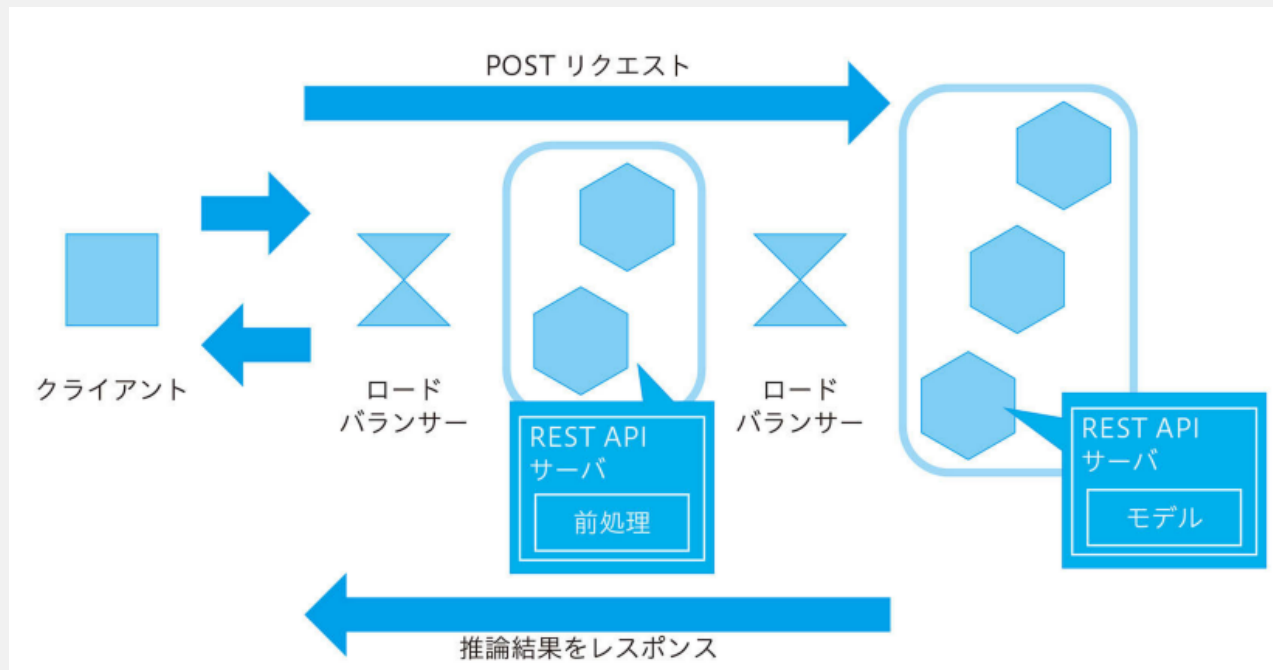 POST リクエスト
クライアント
ロード
バランサー
REST API
サーバ
前処理
ロード
バランサー
REST API
サーバ
モデル
推論結果をレスポンス